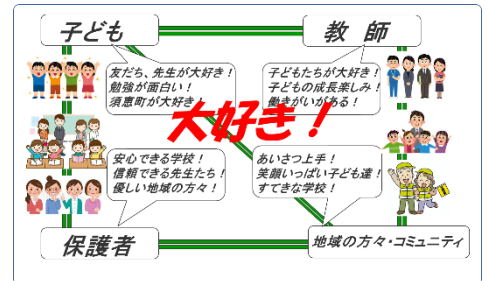 子ども
教 師
友だち、先生が大好き！
勉強が面白い！
須恵町が大好き！
子どもたちが大好き！
子どもの成長楽しみ！
働きがいがある！
大好き！
安心できる学校！
信頼できる先生たち！
優しい地域の方々！
あいさつ上手！
笑顔いっぱい子ども達！
すてきな学校！
保護者
地域の方々・コミュニティ